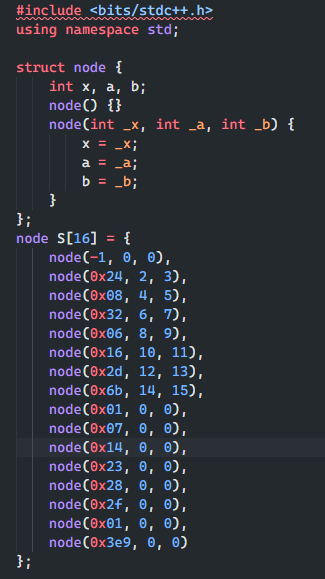 #include <bits/stdc++.h>
using namespace std;

struct node {
    int x, a, b;
    node() {}
    node(int _x, int _a, int _b) {
        x = _x;
        a = _a;
        b = _b;
    }
};
node S[16] = {
    node(-1, 0, 0),
    node(0x24, 2, 3),
    node(0x08, 4, 5),
    node(0x32, 6, 7),
    node(0x06, 8, 9),
    node(0x16, 10, 11),
    node(0x2d, 12, 13),
    node(0x6b, 14, 15),
    node(0x01, 0, 0),
    node(0x07, 0, 0),
    node(0x14, 0, 0),
    node(0x23, 0, 0),
    node(0x28, 0, 0),
    node(0x2f, 0, 0),
    node(0x01, 0, 0),
    node(0x3e9, 0, 0)
};